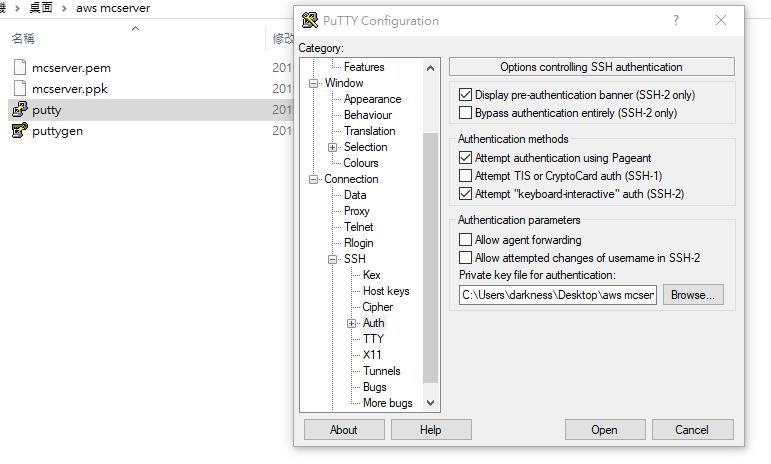 機 > 桌面 > aws mcserver
名稱
修改
mcserver.pem 201
mcserver.ppk 201
putty 201
puttygen 201
PuTTY Configuration
?
Category:
Features
Window
Appearance
Behaviour
Translation
Selection
Colours
Connection
Data
Proxy
Telnet
Rlogin
SSH
Kex
Host keys
Cipher
Auth
TTY
X11
Tunnels
Bugs
More bugs
Options controlling SSH authentication
Display pre-authentication banner (SSH-2 only)
Bypass authentication entirely (SSH-2 only)
Authentication methods
Attempt authentication using Pageant
Attempt TIS or CryptoCard auth (SSH-1)
Attempt "keyboard-interactive" auth (SSH-2)
Authentication parameters
Allow agent forwarding
Allow attempted changes of username in SSH-2
Private key file for authentication:
C:\Users\darkness\Desktop\aws mcser
Browse...
About
Help
Open
Cancel